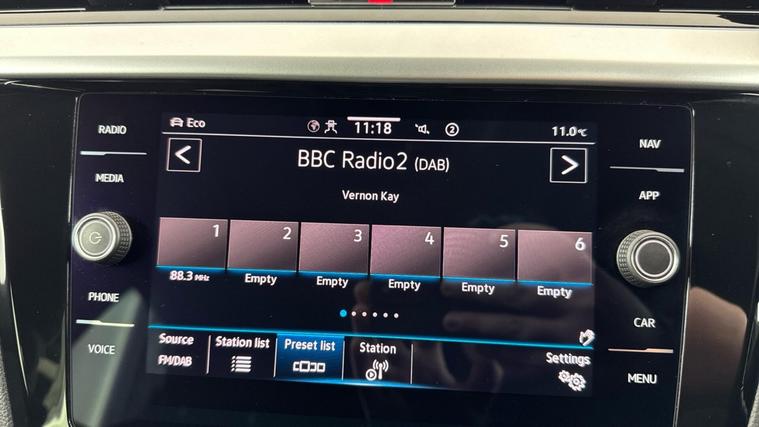 RADIO
MEDIA
PHONE
VOICE
Eco
11:18
2
11.0°C
< BBC Radio2 (DAB) >
Vernon Kay
1 2 3 4 5 6
88.3 MHz Empty Empty Empty Empty Empty
Source Station list Preset list Station Settings
FM/DAB
NAV
APP
CAR
MENU